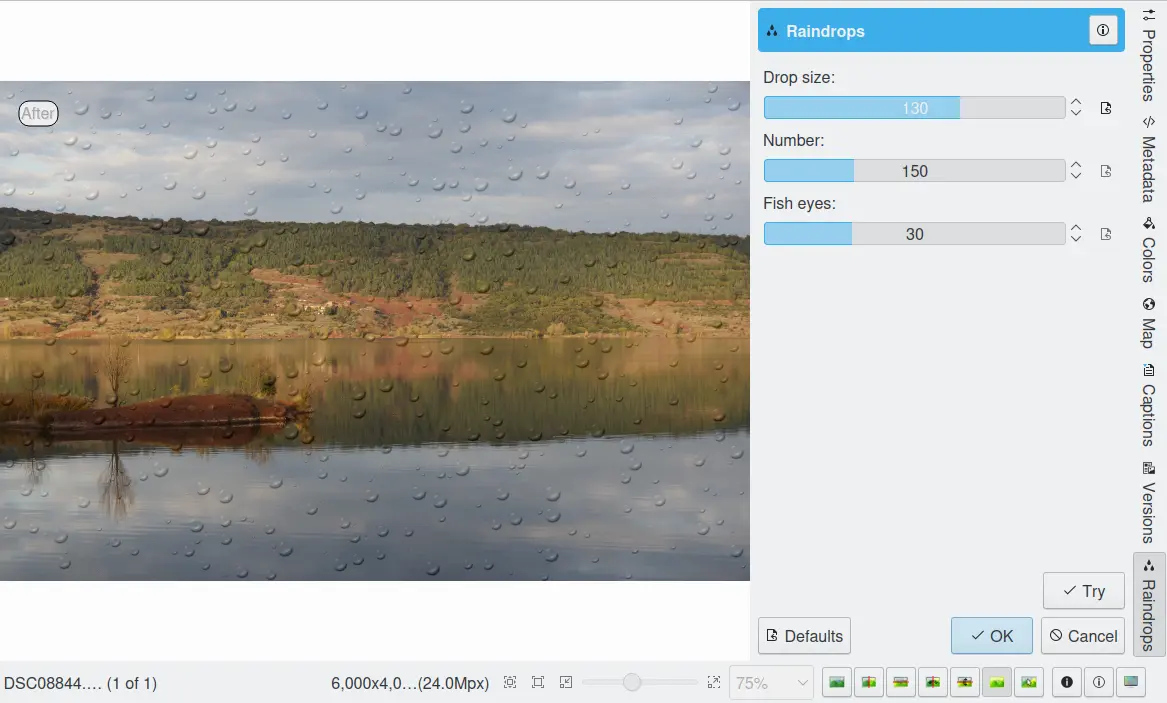 Raindrops
After
Drop size:
130
Number:
150
Fish eyes:
30
Properties
Metadata
Colors
Map
Captions
Versions
Raindrops
Try
Defaults
OK
Cancel
DSC08844.... (1 of 1)
6,000x4,0...(24.0Mpx)
75%